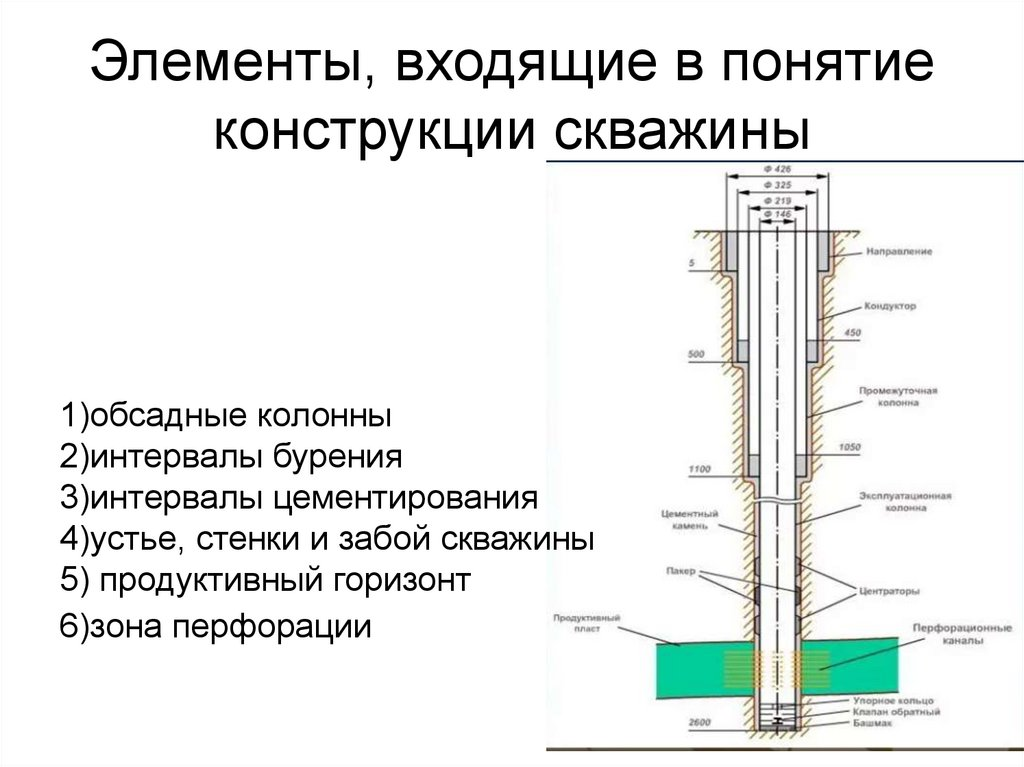 Элементы, входящие в понятие
конструкции скважины
1)обсадные колонны
2)интервалы бурения
3)интервалы цементирования
4)устье, стенки и забой скважины
5) продуктивный горизонт
6)зона перфорации
Ф 426
Ф 325
Ф 219
Ф 146
Направление
5
Кондуктор
450
500
Промежуточная
колонна
1050
1100
Эксплуатационная
колонна
Цементный
камень
Пакер
Центраторы
Продуктивный
пласт
Перфорационные
каналы
Упорное кольцо
Клапан обратный
Башмак
2600